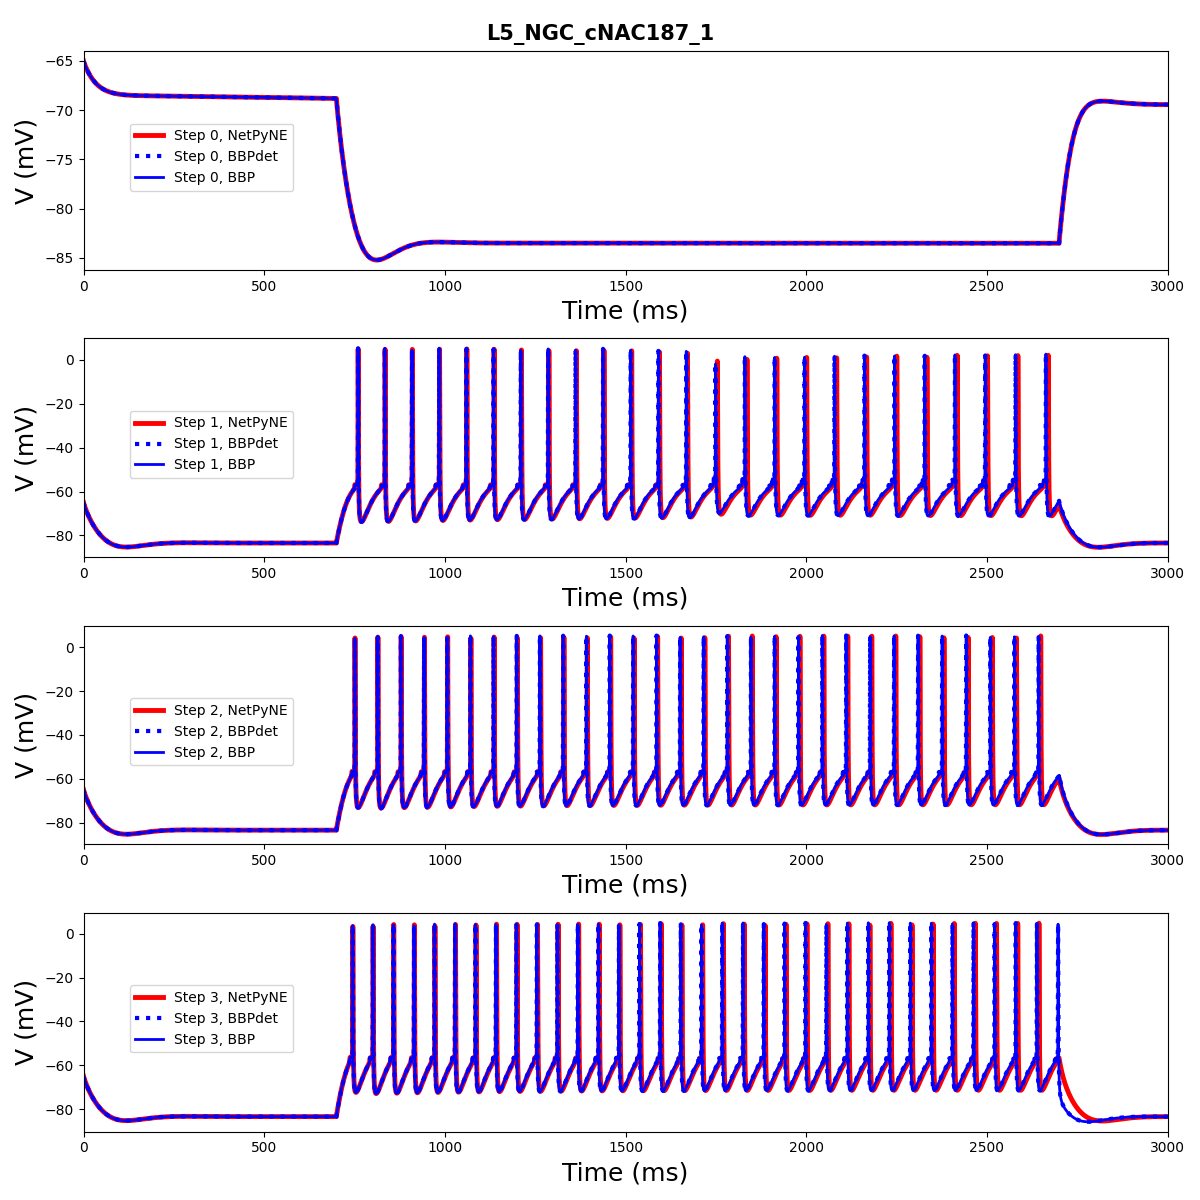 L5_NGC_cNAC187_1
−65
−70
−75
−80
−85
V (mV)
Step 0, NetPyNE
Step 0, BBPdet
Step 0, BBP
0 500 1000 1500 2000 2500 3000
Time (ms)
0
−20
−40
−60
−80
V (mV)
Step 1, NetPyNE
Step 1, BBPdet
Step 1, BBP
0 500 1000 1500 2000 2500 3000
Time (ms)
0
−20
−40
−60
−80
V (mV)
Step 2, NetPyNE
Step 2, BBPdet
Step 2, BBP
0 500 1000 1500 2000 2500 3000
Time (ms)
0
−20
−40
−60
−80
V (mV)
Step 3, NetPyNE
Step 3, BBPdet
Step 3, BBP
0 500 1000 1500 2000 2500 3000
Time (ms)